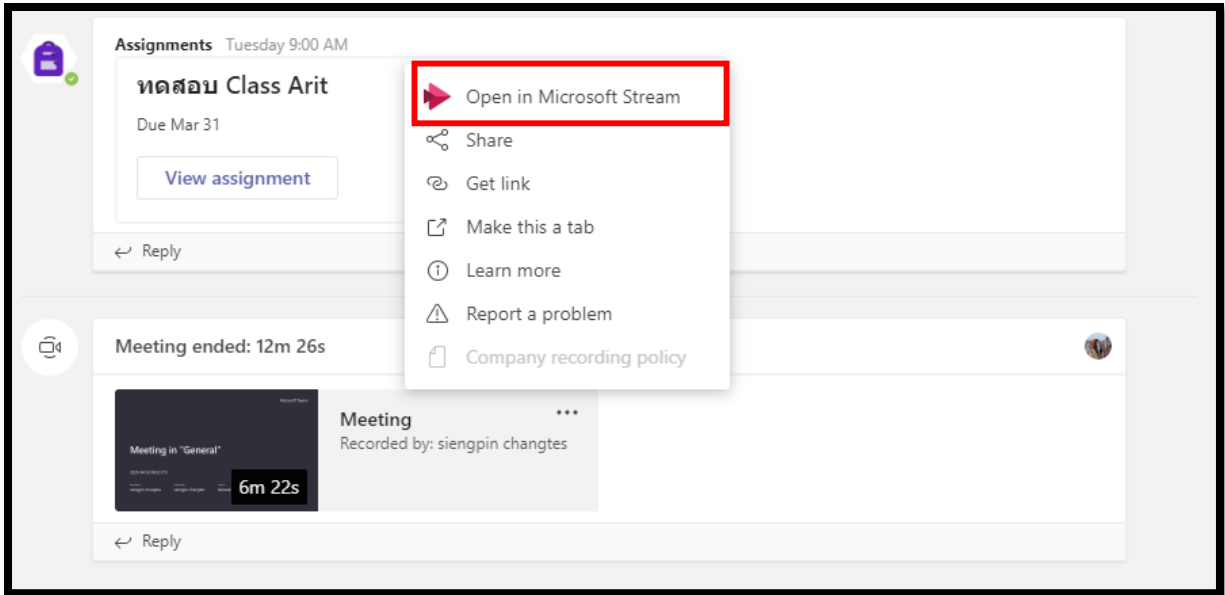 Assignments Tuesday 9:00 AM
ทดสอบ Class Arit
Due Mar 31
View assignment
Reply
Open in Microsoft Stream
Share
Get link
Make this a tab
Learn more
Report a problem
Company recording policy
Meeting ended: 12m 26s
Microsoft Teams
Meeting in "General"
6m 22s
Meeting
Recorded by: siengpin changtes
Reply